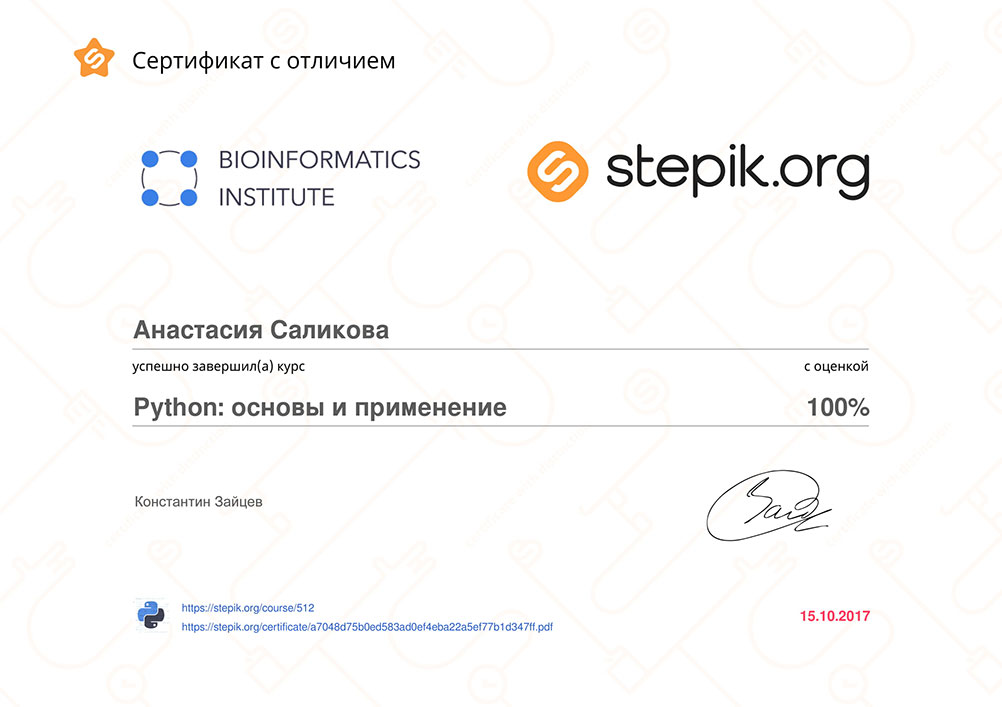 Сертификат с отличием
BIOINFORMATICS
INSTITUTE
stepik.org
Анастасия Саликова
успешно завершил(а) курс
с оценкой
Python: основы и применение
100%
Константин Зайцев
https://stepik.org/course/512
https://stepik.org/certificate/a7048d75b0ed583ad0ef4eba22a5ef77b1d347ff.pdf
15.10.2017